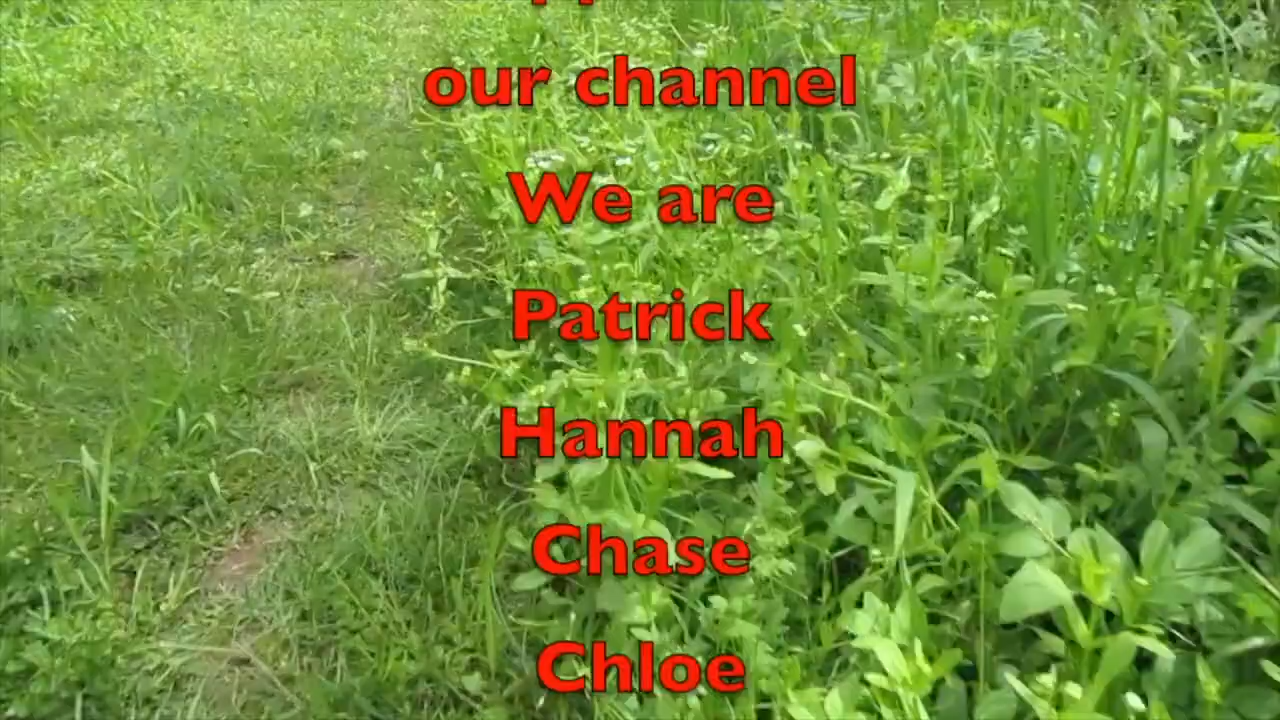 our channel
We are
Patrick
Hannah
Chase
Chloe